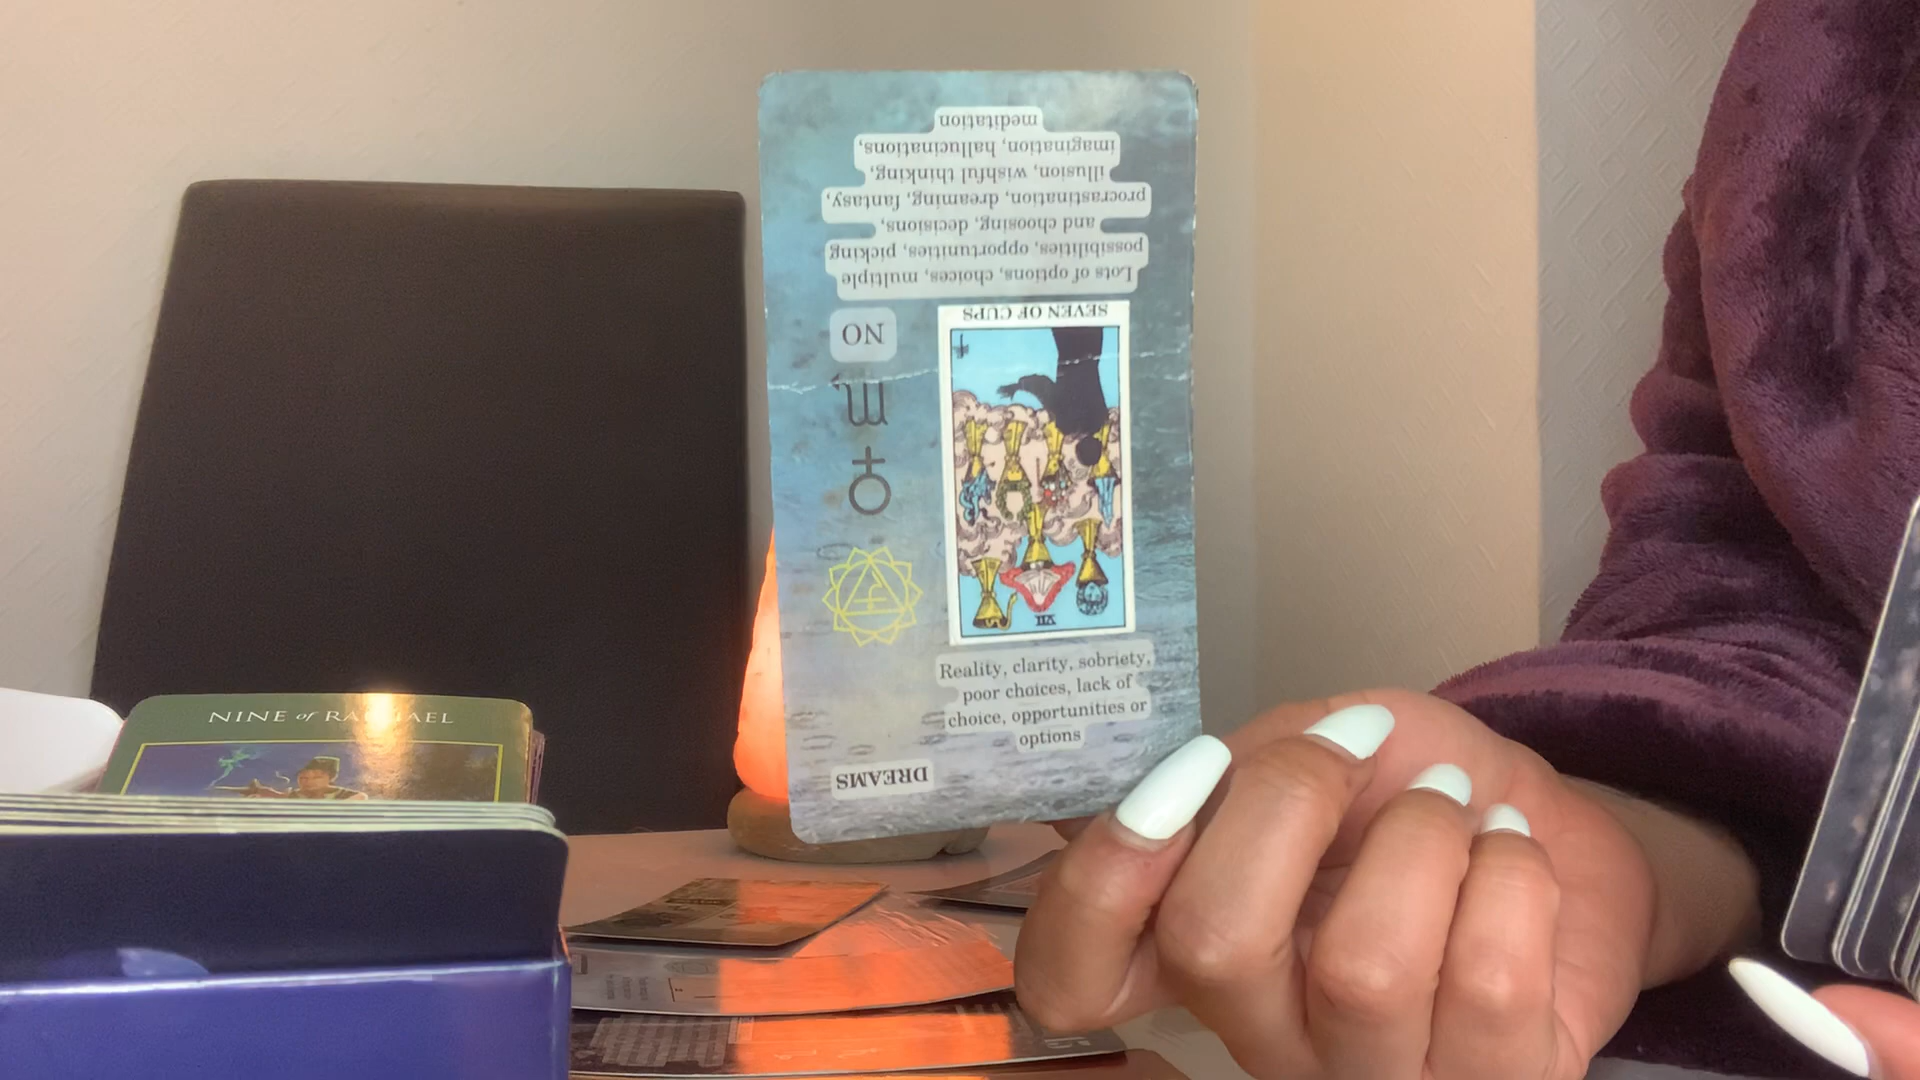 meditation
imagination, hallucinations,
illusion, wishful thinking,
procrastination, dreaming, fantasy,
and choosing, decisions,
possibilities, opportunities, picking
Lots of options, choices, multiple
SEVEN OF CUPS
NO
VII
Reality, clarity, sobriety,
poor choices, lack of
choice, opportunities or
options
DREAMS
NINE of RAPHAEL